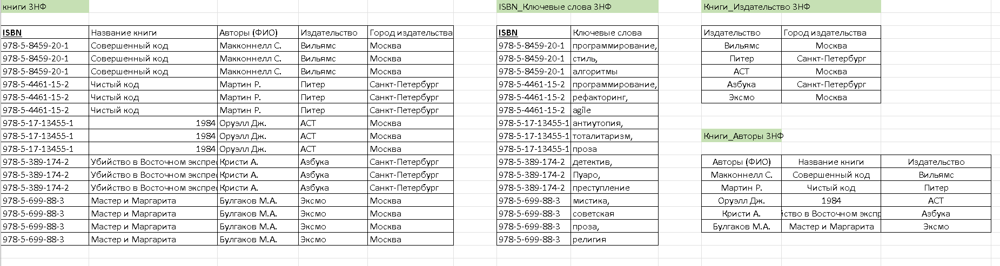 книги 3НФ
ISBN Название книги Авторы (ФИО) Издательство Город издательства
978-5-8459-20-1 Совершенный код Макконнелл С. Вильямс Москва
978-5-8459-20-1 Совершенный код Макконнелл С. Вильямс Москва
978-5-8459-20-1 Совершенный код Макконнелл С. Вильямс Москва
978-5-4461-15-2 Чистый код Мартин Р. Питер Санкт-Петербург
978-5-4461-15-2 Чистый код Мартин Р. Питер Санкт-Петербург
978-5-4461-15-2 Чистый код Мартин Р. Питер Санкт-Петербург
978-5-17-13455-1 1984 Оруэлл Дж. АСТ Москва
978-5-17-13455-1 1984 Оруэлл Дж. АСТ Москва
978-5-17-13455-1 1984 Оруэлл Дж. АСТ Москва
978-5-389-174-2 Убийство в Восточном экспрес Кристи А. Азбука Санкт-Петербург
978-5-389-174-2 Убийство в Восточном экспрес Кристи А. Азбука Санкт-Петербург
978-5-389-174-2 Убийство в Восточном экспрес Кристи А. Азбука Санкт-Петербург
978-5-699-88-3 Мастер и Маргарита Булгаков М.А. Эксмо Москва
978-5-699-88-3 Мастер и Маргарита Булгаков М.А. Эксмо Москва
978-5-699-88-3 Мастер и Маргарита Булгаков М.А. Эксмо Москва
978-5-699-88-3 Мастер и Маргарита Булгаков М.А. Эксмо Москва
ISBN_Ключевые слова 3НФ
ISBN Ключевые слова
978-5-8459-20-1 программирование,
978-5-8459-20-1 стиль,
978-5-8459-20-1 алгоритмы
978-5-4461-15-2 программирование,
978-5-4461-15-2 рефакторинг,
978-5-4461-15-2 agile
978-5-17-13455-1 антиутопия,
978-5-17-13455-1 тоталитаризм,
978-5-17-13455-1 проза
978-5-389-174-2 детектив,
978-5-389-174-2 Пуаро,
978-5-389-174-2 преступление
978-5-699-88-3 мистика,
978-5-699-88-3 советская
978-5-699-88-3 проза,
978-5-699-88-3 религия
Книги_Издательство 3НФ
Издательство Город издательства
Вильямс Москва
Питер Санкт-Петербург
АСТ Москва
Азбука Санкт-Петербург
Эксмо Москва
Книги_Авторы 3НФ
Авторы (ФИО) Название книги Издательство
Макконнелл С. Совершенный код Вильямс
Мартин Р. Чистый код Питер
Оруэлл Дж. 1984 АСТ
Кристи А. йство в Восточном экспр Азбука
Булгаков М.А. Мастер и Маргарита Эксмо